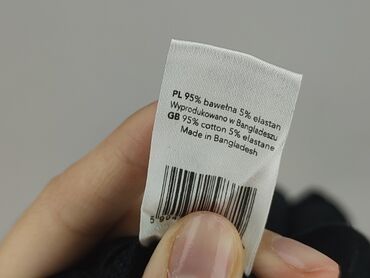 PL 95% bawełna 5% elastan
Wyprodukowano w Bangladeszu
GB 95% cotton 5% elastane
Made in Bangladesh